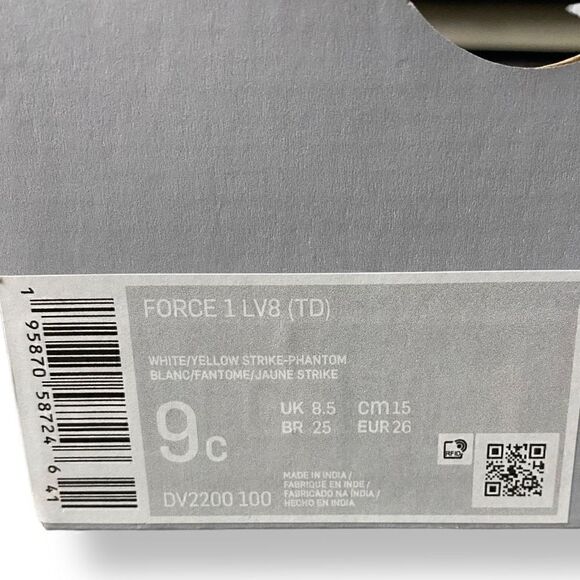 FORCE 1 LV8 (TD)
WHITE/YELLOW STRIKE-PHANTOM
BLANC/FANTOME/JAUNE STRIKE
9C
UK 8.5 cm 15
BR 25 EUR 26
RFID
MADE IN INDIA /
FABRIQUE EN INDE /
FABRICADO NA ÍNDIA /
HECHO EN INDIA
DV2200 100
1 95870 58724 6 41